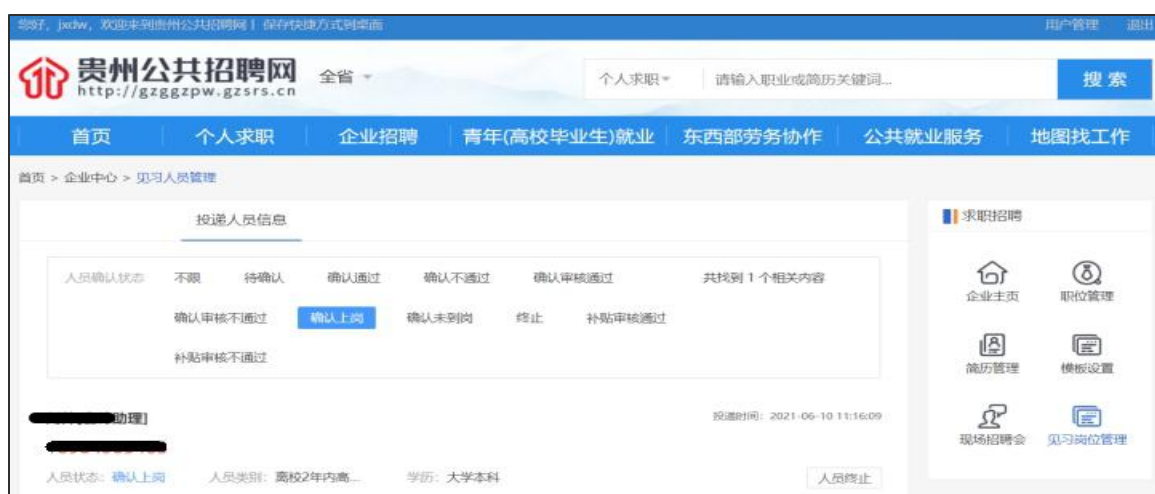 您好，jxdw，欢迎来到贵州公共招聘网 | 保存快捷方式到桌面 用户管理 退出
贵州公共招聘网 全省 个人求职 请输入职业或简历关键词... 搜 索
http://gzggzpw.gzsrs.cn
首页 个人求职 企业招聘 青年(高校毕业生)就业 东西部劳务协作 公共就业服务 地图找工作
首页 > 企业中心 > 见习人员管理
投递人员信息
人员确认状态 不限 待确认 确认通过 确认不通过 确认审核通过 共找到 1 个相关内容
确认审核不通过 确认上岗 确认未到岗 终止 补贴审核通过
补贴审核不通过
助理] 投递时间：2021-06-10 11:16:09
人员状态：确认上岗 人员类别：离校2年内高... 学历：大学本科 人员终止
求职招聘
企业主页 职位管理
简历管理 模板设置
现场招聘会 见习岗位管理